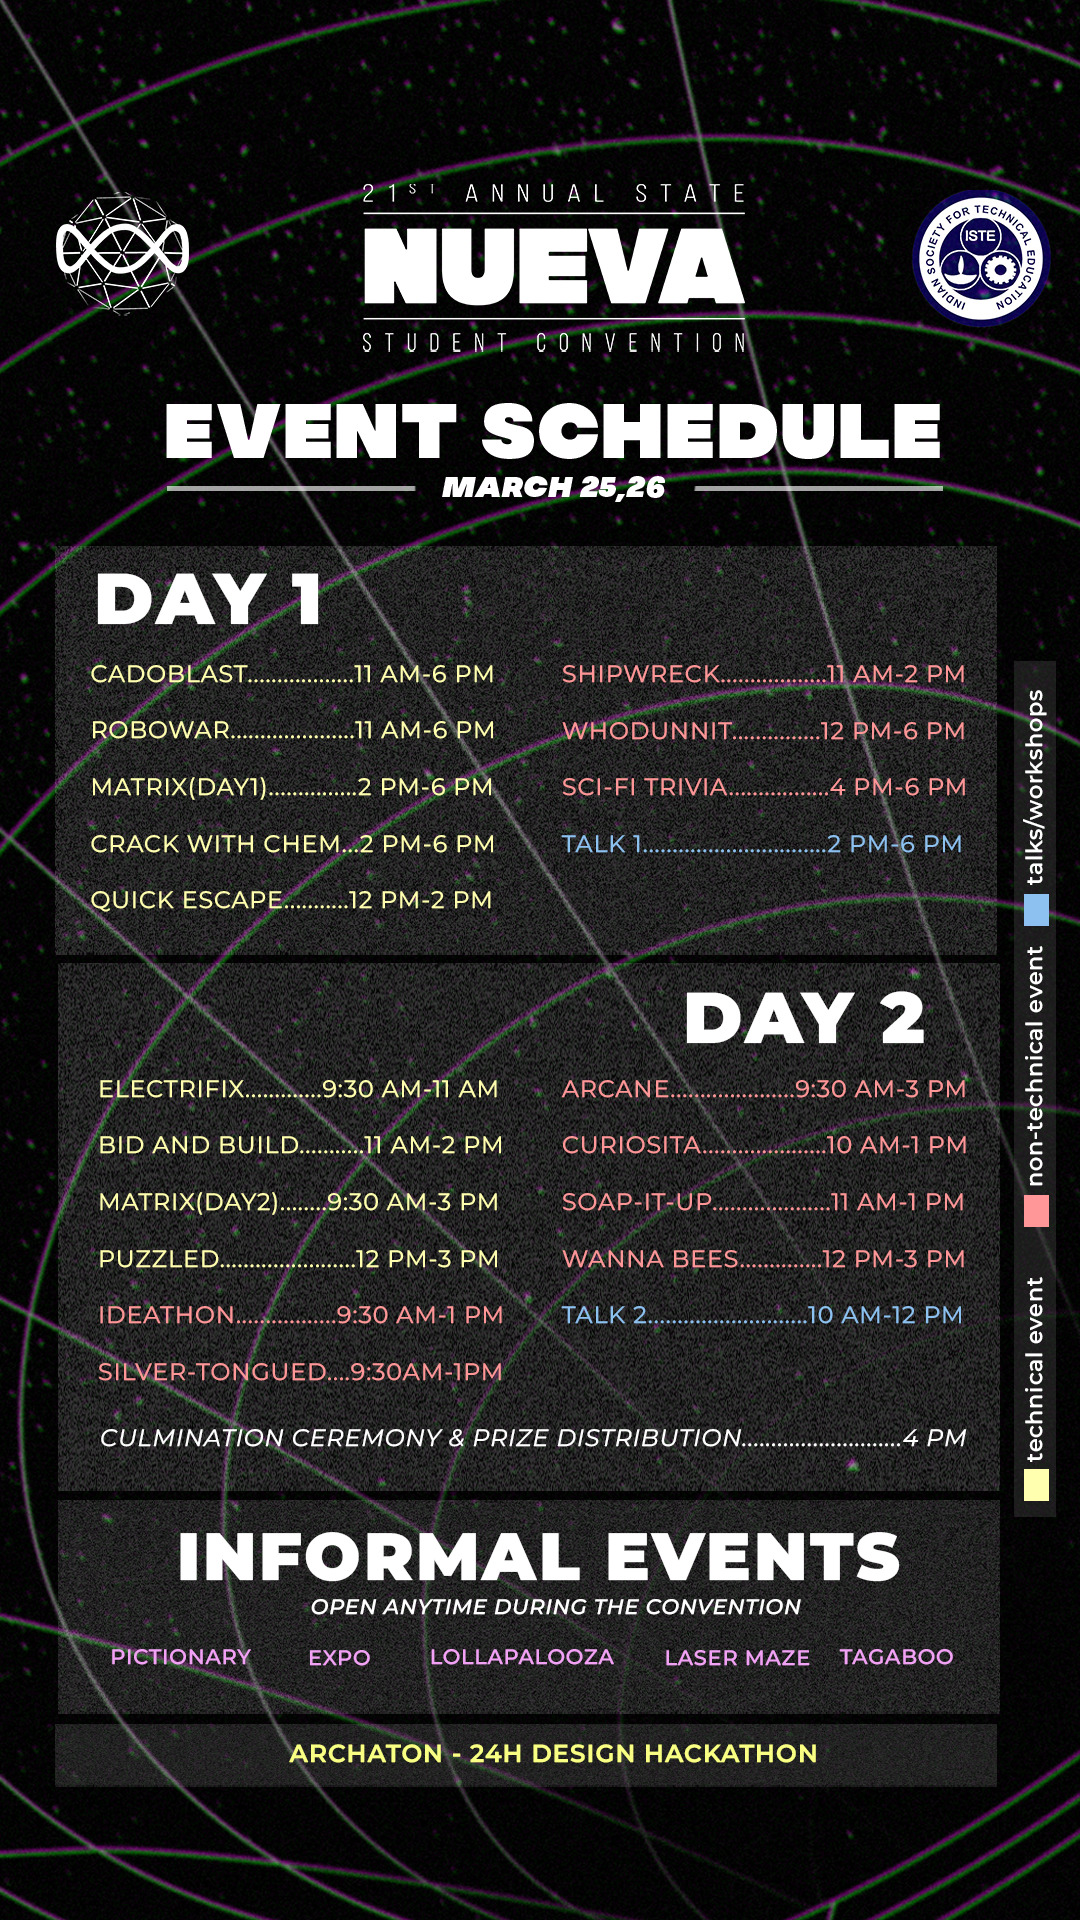 21ST ANNUAL STATE
NUEVA
STUDENT CONVENTION
INDIAN SOCIETY FOR TECHNICAL EDUCATION
ISTE
EVENT SCHEDULE
MARCH 25,26
DAY 1
CADOBLAST..................11 AM-6 PM
ROBOWAR.....................11 AM-6 PM
MATRIX(DAY1)...............2 PM-6 PM
CRACK WITH CHEM...2 PM-6 PM
QUICK ESCAPE...........12 PM-2 PM
SHIPWRECK..................11 AM-2 PM
WHODUNNIT...............12 PM-6 PM
SCI-FI TRIVIA.................4 PM-6 PM
TALK 1...............................2 PM-6 PM
DAY 2
ELECTRIFIX.............9:30 AM-11 AM
BID AND BUILD...........11 AM-2 PM
MATRIX(DAY2)........9:30 AM-3 PM
PUZZLED.......................12 PM-3 PM
IDEATHON.................9:30 AM-1 PM
SILVER-TONGUED....9:30AM-1PM
ARCANE.....................9:30 AM-3 PM
CURIOSITA.....................10 AM-1 PM
SOAP-IT-UP....................11 AM-1 PM
WANNA BEES..............12 PM-3 PM
TALK 2...........................10 AM-12 PM
CULMINATION CEREMONY & PRIZE DISTRIBUTION...........................4 PM
talks/workshops
non-technical event
technical event
INFORMAL EVENTS
OPEN ANYTIME DURING THE CONVENTION
PICTIONARY EXPO LOLLAPALOOZA LASER MAZE TAGABOO
ARCHATON - 24H DESIGN HACKATHON